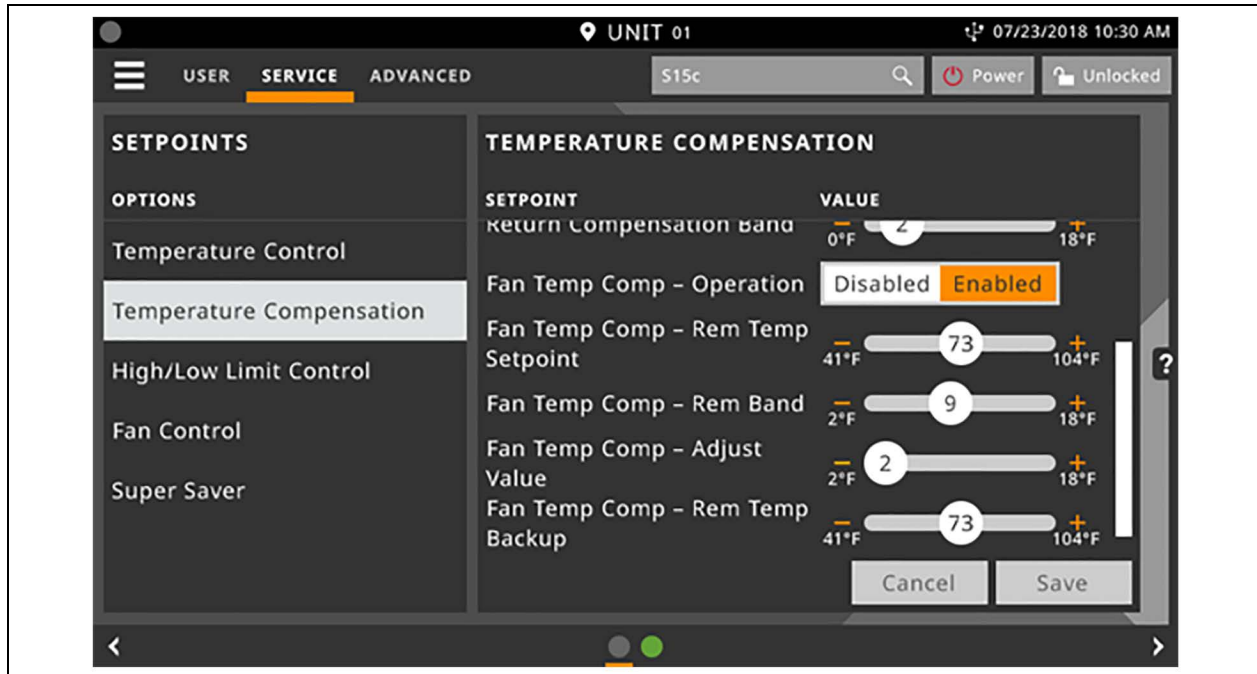 UNIT 01
07/23/2018 10:30 AM
USER SERVICE ADVANCED
S15c
Power
Unlocked
SETPOINTS
OPTIONS
Temperature Control
Temperature Compensation
High/Low Limit Control
Fan Control
Super Saver
TEMPERATURE COMPENSATION
SETPOINT VALUE
Return Compensation Band
− 2 +
0°F 18°F
Fan Temp Comp – Operation
Disabled Enabled
Fan Temp Comp – Rem Temp
Setpoint
− 73 +
41°F 104°F
Fan Temp Comp – Rem Band
− 9 +
2°F 18°F
Fan Temp Comp – Adjust
Value
− 2 +
2°F 18°F
Fan Temp Comp – Rem Temp
Backup
− 73 +
41°F 104°F
Cancel Save
?